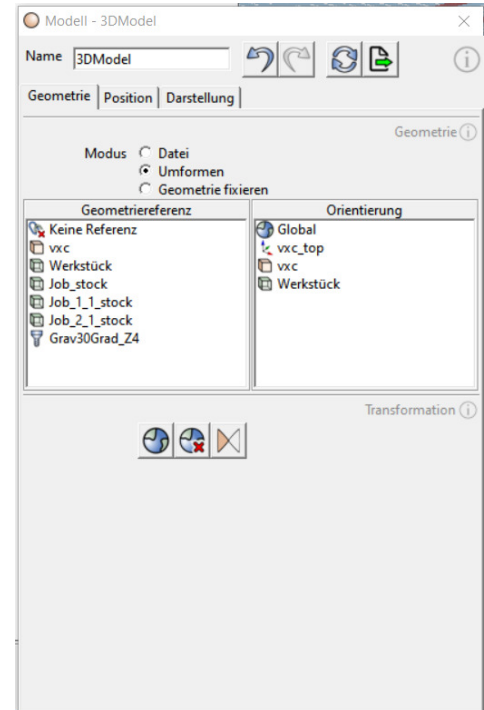 Modell - 3DModel
Name 3DModel
Geometrie Position Darstellung
Geometrie
Modus Datei
Umformen
Geometrie fixieren
Geometriereferenz Orientierung
Keine Referenz Global
vxc vxc_top
Werkstück vxc
Job_stock Werkstück
Job_1_1_stock
Job_2_1_stock
Grav30Grad_Z4
Transformation